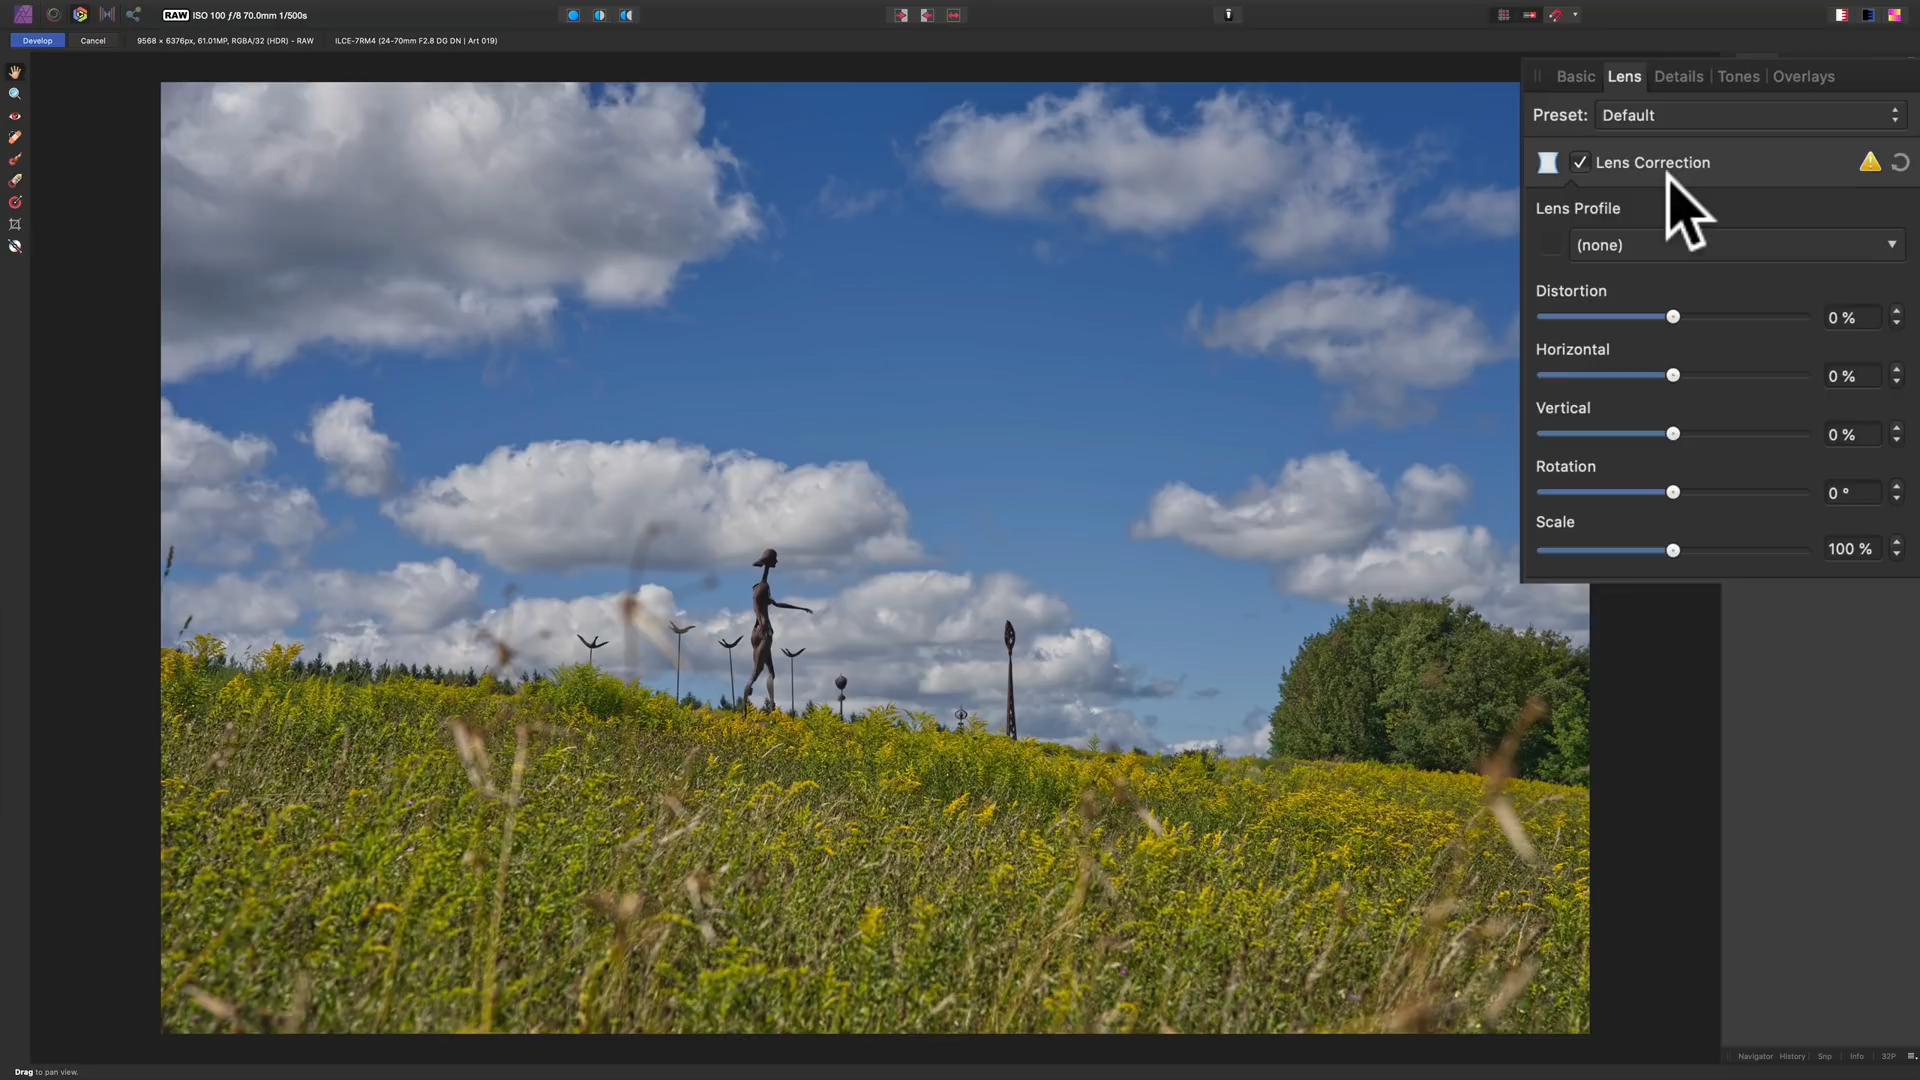 RAW ISO 100 ƒ/8 70.0mm 1/500s
Develop Cancel 9568 × 6376px, 61.01MP, RGBA/32 (HDR) - RAW ILCE-7RM4 (24-70mm F2.8 DG DN | Art 019)
Basic Lens Details Tones Overlays
Preset: Default
Lens Correction
Lens Profile
(none)
Distortion
0 %
Horizontal
0 %
Vertical
0 %
Rotation
0 °
Scale
100 %
Navigator History Snp Info 32P
Drag to pan view.